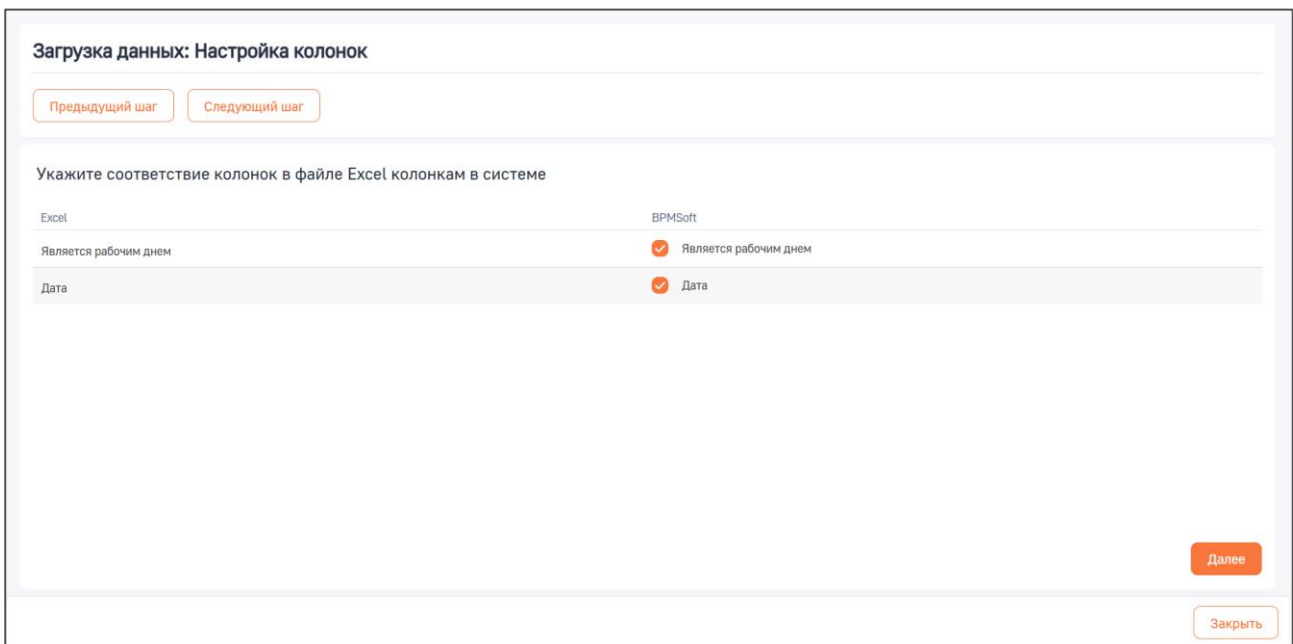 Загрузка данных: Настройка колонок
Предыдущий шаг Следующий шаг
Укажите соответствие колонок в файле Excel колонкам в системе
Excel BPMSoft
Является рабочим днем Является рабочим днем
Дата Дата
Далее
Закрыть